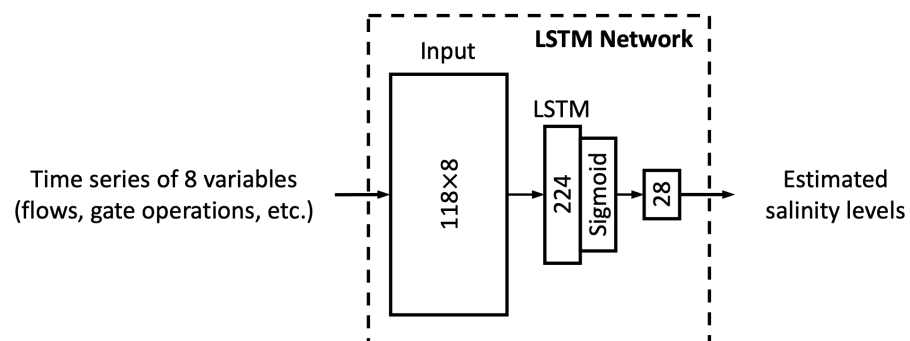 LSTM Network
Input
LSTM
Time series of 8 variables
(flows, gate operations, etc.)
118×8
224
Sigmoid
28
Estimated
salinity levels